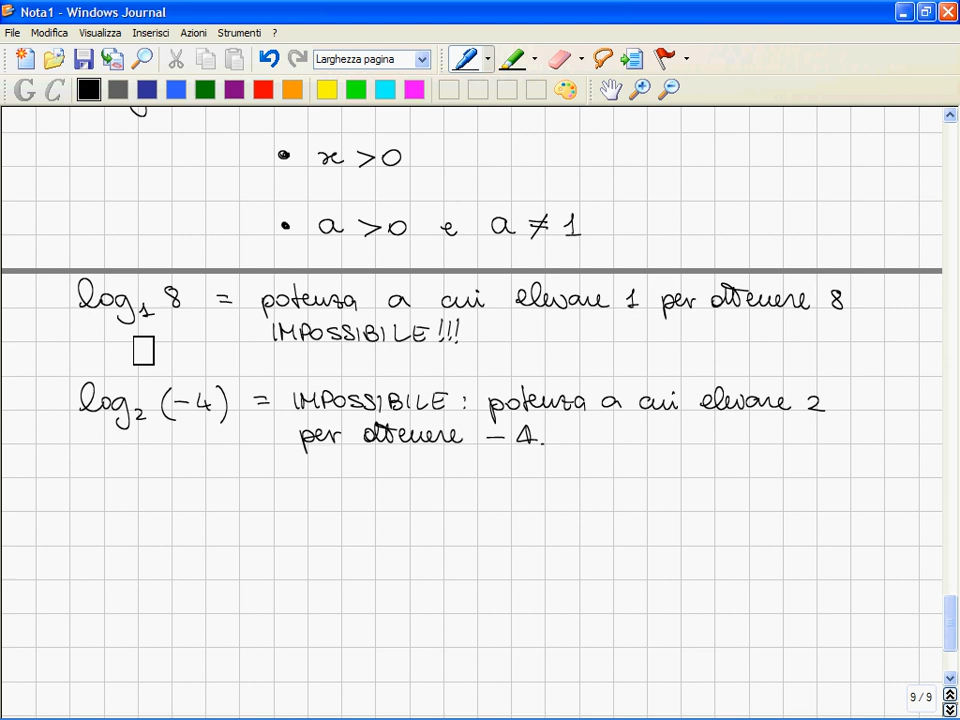 Nota1 - Windows Journal
File Modifica Visualizza Inserisci Azioni Strumenti ?
Larghezza pagina
G C
• x > 0
• a > 0 e a ≠ 1
log₁ 8 = potenza a cui elevare 1 per ottenere 8
IMPOSSIBILE!!!
log₂ (-4) = IMPOSSIBILE : potenza a cui elevare 2
per ottenere - 4.
9 / 9